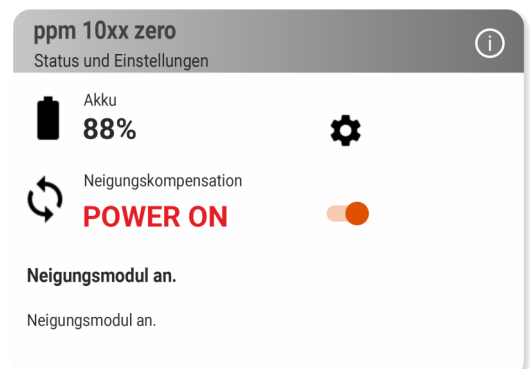 ppm 10xx zero
Status und Einstellungen
Akku
88%
Neigungskompensation
POWER ON
Neigungsmodul an.
Neigungsmodul an.